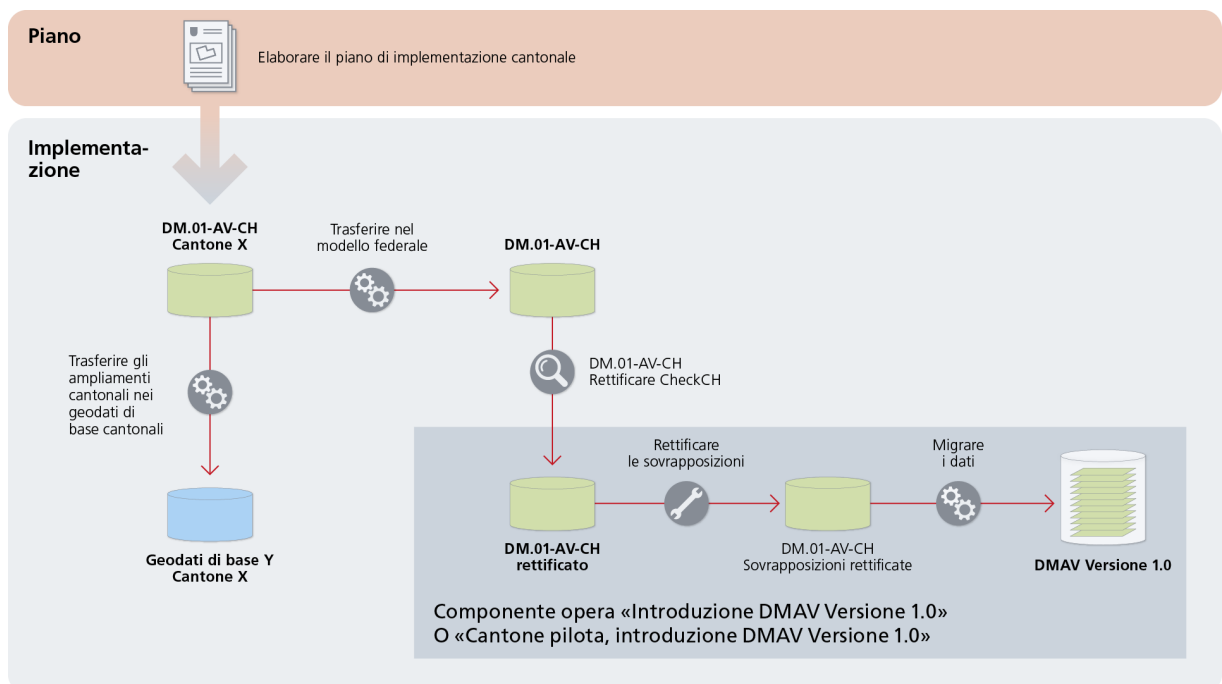 Piano
Elaborare il piano di implementazione cantonale
Implementa-
zione
DM.01-AV-CH
Cantone X
Trasferire nel
modello federale
DM.01-AV-CH
Trasferire gli
ampliamenti
cantonali nei
geodati di
base cantonali
DM.01-AV-CH
Rettificare CheckCH
Geodati di base Y
Cantone X
Rettificare
le sovrapposizioni
Migrare
i dati
DM.01-AV-CH
rettificato
DM.01-AV-CH
Sovrapposizioni rettificate
DMAV Versione 1.0
Componente opera «Introduzione DMAV Versione 1.0»
O «Cantone pilota, introduzione DMAV Versione 1.0»